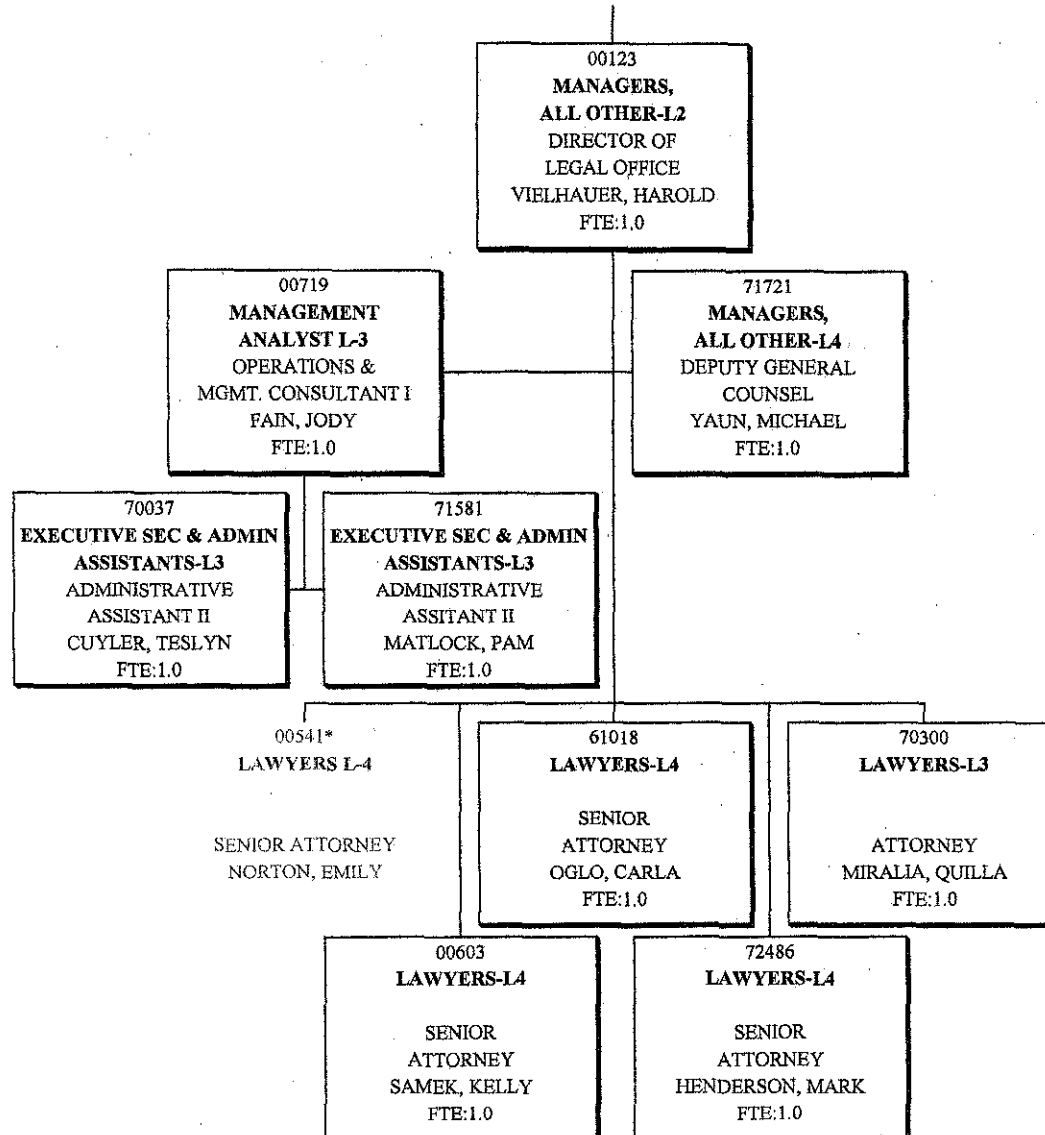 00123
MANAGERS,
ALL OTHER-L2
DIRECTOR OF
LEGAL OFFICE
VIELHAUER, HAROLD
FTE:1.0
00719
MANAGEMENT
ANALYST L-3
OPERATIONS &
MGMT. CONSULTANT I
FAIN, JODY
FTE:1.0
71721
MANAGERS,
ALL OTHER-L4
DEPUTY GENERAL
COUNSEL
YAUN, MICHAEL
FTE:1.0
70037
EXECUTIVE SEC & ADMIN
ASSISTANTS-L3
ADMINISTRATIVE
ASSISTANT II
CUYLER, TESLYN
FTE:1.0
71581
EXECUTIVE SEC & ADMIN
ASSISTANTS-L3
ADMINISTRATIVE
ASSITANT II
MATLOCK, PAM
FTE:1.0
00541*
LAWYERS L-4
SENIOR ATTORNEY
NORTON, EMILY
61018
LAWYERS-L4
SENIOR
ATTORNEY
OGLO, CARLA
FTE:1.0
70300
LAWYERS-L3
ATTORNEY
MIRALIA, QUILLA
FTE:1.0
00603
LAWYERS-L4
SENIOR
ATTORNEY
SAMEK, KELLY
FTE:1.0
72486
LAWYERS-L4
SENIOR
ATTORNEY
HENDERSON, MARK
FTE:1.0